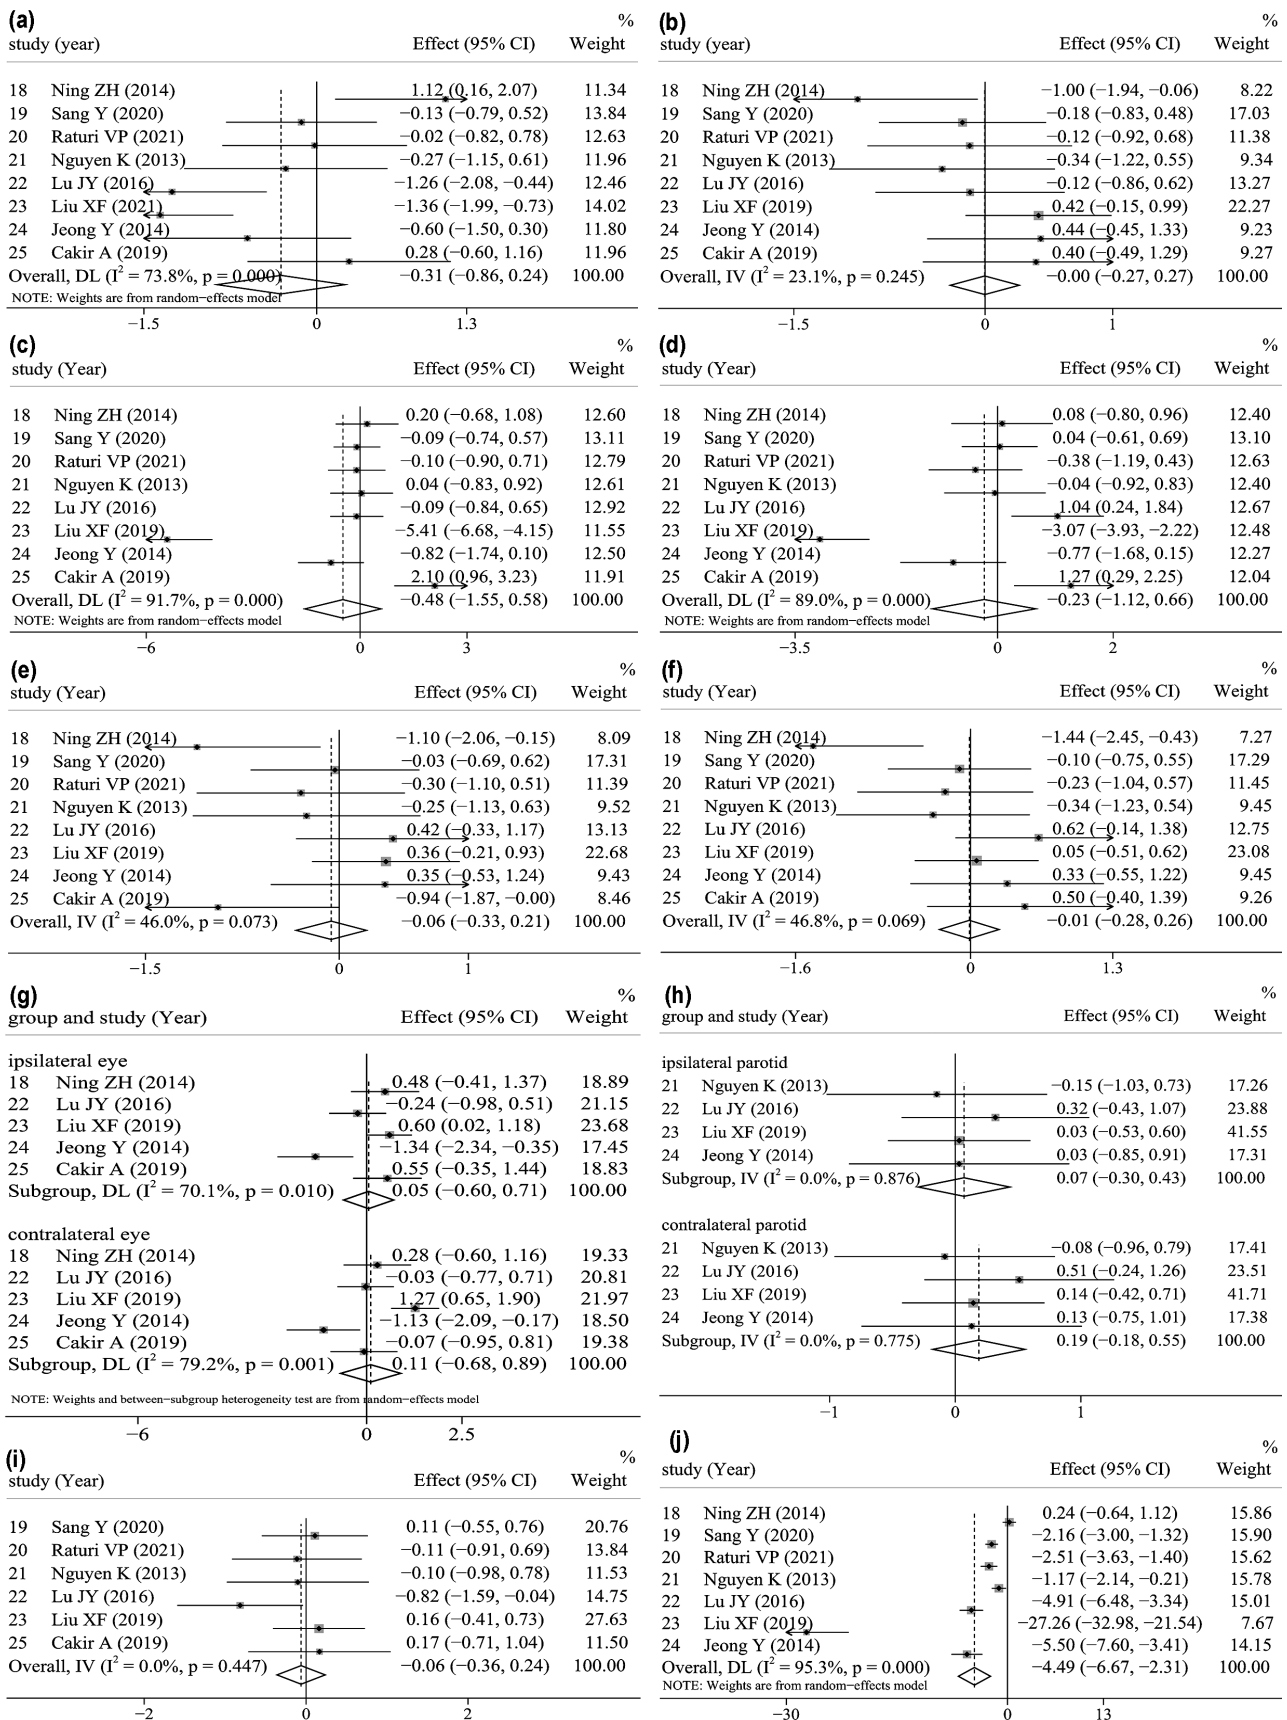 (a)
%
study (year) Effect (95% CI) Weight
18 Ning ZH (2014) 1.12 (0.16, 2.07) 11.34
19 Sang Y (2020) −0.13 (−0.79, 0.52) 13.84
20 Raturi VP (2021) −0.02 (−0.82, 0.78) 12.63
21 Nguyen K (2013) −0.27 (−1.15, 0.61) 11.96
22 Lu JY (2016) −1.26 (−2.08, −0.44) 12.46
23 Liu XF (2021) −1.36 (−1.99, −0.73) 14.02
24 Jeong Y (2014) −0.60 (−1.50, 0.30) 11.80
25 Cakir A (2019) 0.28 (−0.60, 1.16) 11.96
Overall, DL (I² = 73.8%, p = 0.000) −0.31 (−0.86, 0.24) 100.00
NOTE: Weights are from random−effects model
−1.5 0 1.3
(b)
%
study (year) Effect (95% CI) Weight
18 Ning ZH (2014) −1.00 (−1.94, −0.06) 8.22
19 Sang Y (2020) −0.18 (−0.83, 0.48) 17.03
20 Raturi VP (2021) −0.12 (−0.92, 0.68) 11.38
21 Nguyen K (2013) −0.34 (−1.22, 0.55) 9.34
22 Lu JY (2016) −0.12 (−0.86, 0.62) 13.27
23 Liu XF (2019) 0.42 (−0.15, 0.99) 22.27
24 Jeong Y (2014) 0.44 (−0.45, 1.33) 9.23
25 Cakir A (2019) 0.40 (−0.49, 1.29) 9.27
Overall, IV (I² = 23.1%, p = 0.245) −0.00 (−0.27, 0.27) 100.00
−1.5 0 1
(c)
%
study (Year) Effect (95% CI) Weight
18 Ning ZH (2014) 0.20 (−0.68, 1.08) 12.60
19 Sang Y (2020) −0.09 (−0.74, 0.57) 13.11
20 Raturi VP (2021) −0.10 (−0.90, 0.71) 12.79
21 Nguyen K (2013) 0.04 (−0.83, 0.92) 12.61
22 Lu JY (2016) −0.09 (−0.84, 0.65) 12.92
23 Liu XF (2019) −5.41 (−6.68, −4.15) 11.55
24 Jeong Y (2014) −0.82 (−1.74, 0.10) 12.50
25 Cakir A (2019) 2.10 (0.96, 3.23) 11.91
Overall, DL (I² = 91.7%, p = 0.000) −0.48 (−1.55, 0.58) 100.00
NOTE: Weights are from random−effects model
−6 0 3
(d)
%
study (Year) Effect (95% CI) Weight
18 Ning ZH (2014) 0.08 (−0.80, 0.96) 12.40
19 Sang Y (2020) 0.04 (−0.61, 0.69) 13.10
20 Raturi VP (2021) −0.38 (−1.19, 0.43) 12.63
21 Nguyen K (2013) −0.04 (−0.92, 0.83) 12.40
22 Lu JY (2016) 1.04 (0.24, 1.84) 12.67
23 Liu XF (2019) −3.07 (−3.93, −2.22) 12.48
24 Jeong Y (2014) −0.77 (−1.68, 0.15) 12.27
25 Cakir A (2019) 1.27 (0.29, 2.25) 12.04
Overall, DL (I² = 89.0%, p = 0.000) −0.23 (−1.12, 0.66) 100.00
NOTE: Weights are from random−effects model
−3.5 0 2
(e)
%
study (Year) Effect (95% CI) Weight
18 Ning ZH (2014) −1.10 (−2.06, −0.15) 8.09
19 Sang Y (2020) −0.03 (−0.69, 0.62) 17.31
20 Raturi VP (2021) −0.30 (−1.10, 0.51) 11.39
21 Nguyen K (2013) −0.25 (−1.13, 0.63) 9.52
22 Lu JY (2016) 0.42 (−0.33, 1.17) 13.13
23 Liu XF (2019) 0.36 (−0.21, 0.93) 22.68
24 Jeong Y (2014) 0.35 (−0.53, 1.24) 9.43
25 Cakir A (2019) −0.94 (−1.87, −0.00) 8.46
Overall, IV (I² = 46.0%, p = 0.073) −0.06 (−0.33, 0.21) 100.00
−1.5 0 1
(f)
%
study (Year) Effect (95% CI) Weight
18 Ning ZH (2014) −1.44 (−2.45, −0.43) 7.27
19 Sang Y (2020) −0.10 (−0.75, 0.55) 17.29
20 Raturi VP (2021) −0.23 (−1.04, 0.57) 11.45
21 Nguyen K (2013) −0.34 (−1.23, 0.54) 9.45
22 Lu JY (2016) 0.62 (−0.14, 1.38) 12.75
23 Liu XF (2019) 0.05 (−0.51, 0.62) 23.08
24 Jeong Y (2014) 0.33 (−0.55, 1.22) 9.45
25 Cakir A (2019) 0.50 (−0.40, 1.39) 9.26
Overall, IV (I² = 46.8%, p = 0.069) −0.01 (−0.28, 0.26) 100.00
−1.6 0 1.3
(g)
%
group and study (Year) Effect (95% CI) Weight
ipsilateral eye
18 Ning ZH (2014) 0.48 (−0.41, 1.37) 18.89
22 Lu JY (2016) −0.24 (−0.98, 0.51) 21.15
23 Liu XF (2019) 0.60 (0.02, 1.18) 23.68
24 Jeong Y (2014) −1.34 (−2.34, −0.35) 17.45
25 Cakir A (2019) 0.55 (−0.35, 1.44) 18.83
Subgroup, DL (I² = 70.1%, p = 0.010) 0.05 (−0.60, 0.71) 100.00
contralateral eye
18 Ning ZH (2014) 0.28 (−0.60, 1.16) 19.33
22 Lu JY (2016) −0.03 (−0.77, 0.71) 20.81
23 Liu XF (2019) 1.27 (0.65, 1.90) 21.97
24 Jeong Y (2014) −1.13 (−2.09, −0.17) 18.50
25 Cakir A (2019) −0.07 (−0.95, 0.81) 19.38
Subgroup, DL (I² = 79.2%, p = 0.001) 0.11 (−0.68, 0.89) 100.00
NOTE: Weights and between−subgroup heterogeneity test are from random−effects model
−6 0 2.5
(h)
%
group and study (Year) Effect (95% CI) Weight
ipsilateral parotid
21 Nguyen K (2013) −0.15 (−1.03, 0.73) 17.26
22 Lu JY (2016) 0.32 (−0.43, 1.07) 23.88
23 Liu XF (2019) 0.03 (−0.53, 0.60) 41.55
24 Jeong Y (2014) 0.03 (−0.85, 0.91) 17.31
Subgroup, IV (I² = 0.0%, p = 0.876) 0.07 (−0.30, 0.43) 100.00
contralateral parotid
21 Nguyen K (2013) −0.08 (−0.96, 0.79) 17.41
22 Lu JY (2016) 0.51 (−0.24, 1.26) 23.51
23 Liu XF (2019) 0.14 (−0.42, 0.71) 41.71
24 Jeong Y (2014) 0.13 (−0.75, 1.01) 17.38
Subgroup, IV (I² = 0.0%, p = 0.775) 0.19 (−0.18, 0.55) 100.00
−1 0 1
(i)
%
study (Year) Effect (95% CI) Weight
19 Sang Y (2020) 0.11 (−0.55, 0.76) 20.76
20 Raturi VP (2021) −0.11 (−0.91, 0.69) 13.84
21 Nguyen K (2013) −0.10 (−0.98, 0.78) 11.53
22 Lu JY (2016) −0.82 (−1.59, −0.04) 14.75
23 Liu XF (2019) 0.16 (−0.41, 0.73) 27.63
25 Cakir A (2019) 0.17 (−0.71, 1.04) 11.50
Overall, IV (I² = 0.0%, p = 0.447) −0.06 (−0.36, 0.24) 100.00
−2 0 2
(j)
%
study (Year) Effect (95% CI) Weight
18 Ning ZH (2014) 0.24 (−0.64, 1.12) 15.86
19 Sang Y (2020) −2.16 (−3.00, −1.32) 15.90
20 Raturi VP (2021) −2.51 (−3.63, −1.40) 15.62
21 Nguyen K (2013) −1.17 (−2.14, −0.21) 15.78
22 Lu JY (2016) −4.91 (−6.48, −3.34) 15.01
23 Liu XF (2019) −27.26 (−32.98, −21.54) 7.67
24 Jeong Y (2014) −5.50 (−7.60, −3.41) 14.15
Overall, DL (I² = 95.3%, p = 0.000) −4.49 (−6.67, −2.31) 100.00
NOTE: Weights are from random−effects model
−30 0 13